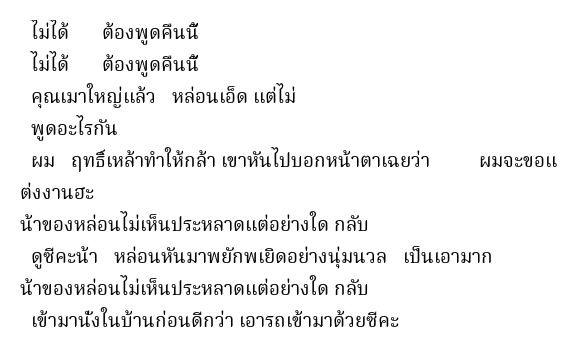 ไม่ได้ ต้องพูดคืนนี้
ไม่ได้ ต้องพูดคืนนี้
คุณเมาใหญ่แล้ว หล่อนเอ็ด แต่ไม่
พูดอะไรกัน
ผม ฤทธิ์เหล้าทำให้กล้า เขาหันไปบอกหน้าตาเฉยว่า ผมจะขอแ
ต่งงานฮะ
น้าของหล่อนไม่เห็นประหลาดแต่อย่างใด กลับ
ดูซีคะน้า หล่อนหันมาพยักพเยิดอย่างนุ่มนวล เป็นเอามาก
น้าของหล่อนไม่เห็นประหลาดแต่อย่างใด กลับ
เข้ามานั่งในบ้านก่อนดีกว่า เอารถเข้ามาด้วยซีคะ